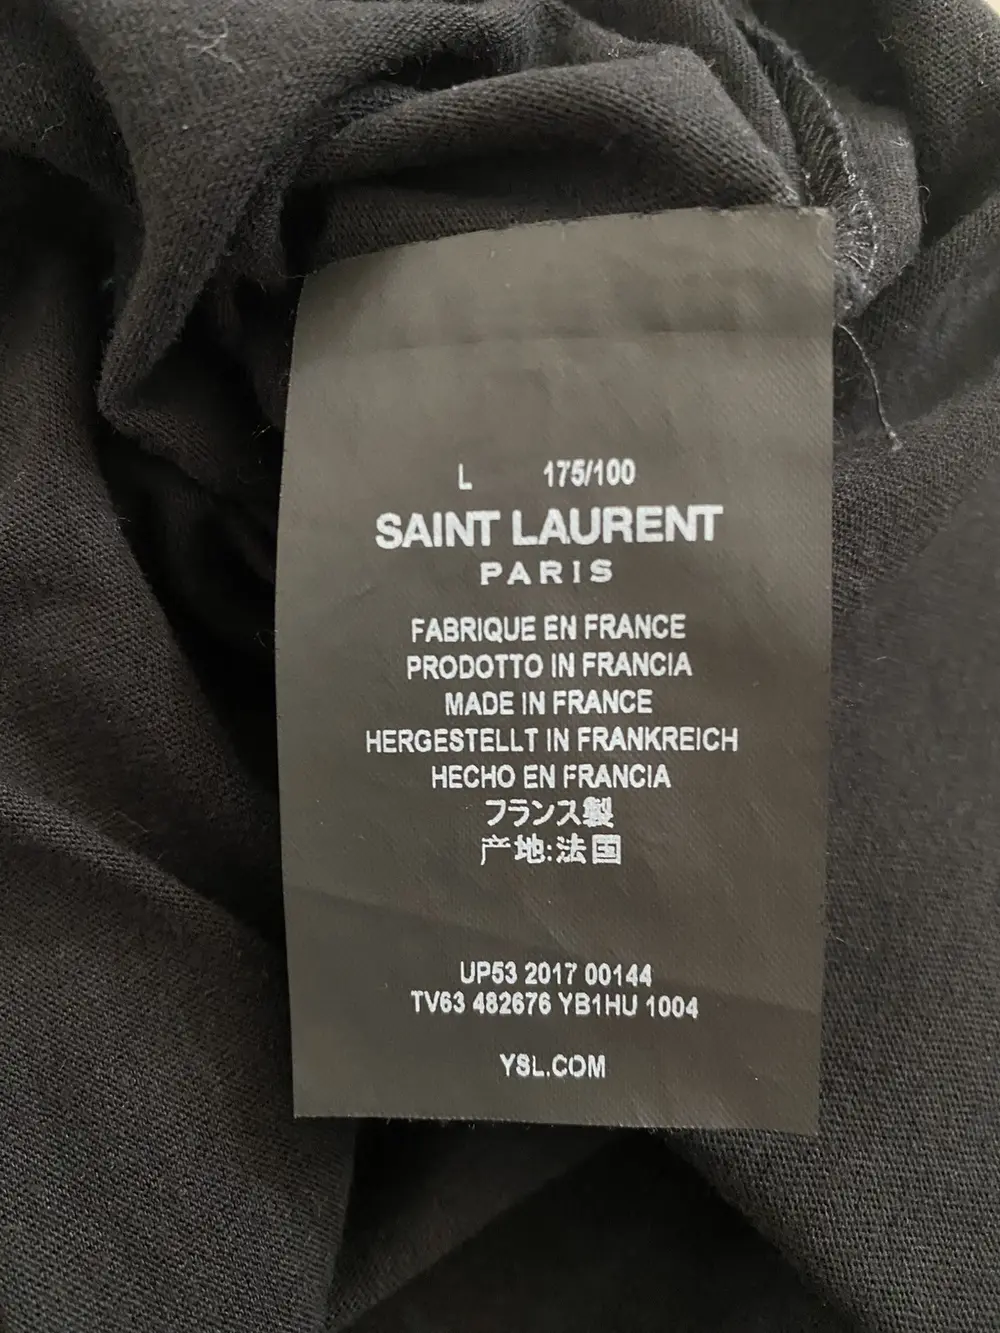 L 175/100
SAINT LAURENT
PARIS
FABRIQUE EN FRANCE
PRODOTTO IN FRANCIA
MADE IN FRANCE
HERGESTELLT IN FRANKREICH
HECHO EN FRANCIA
フランス製
产地:法国
UP53 2017 00144
TV63 482676 YB1HU 1004
YSL.COM